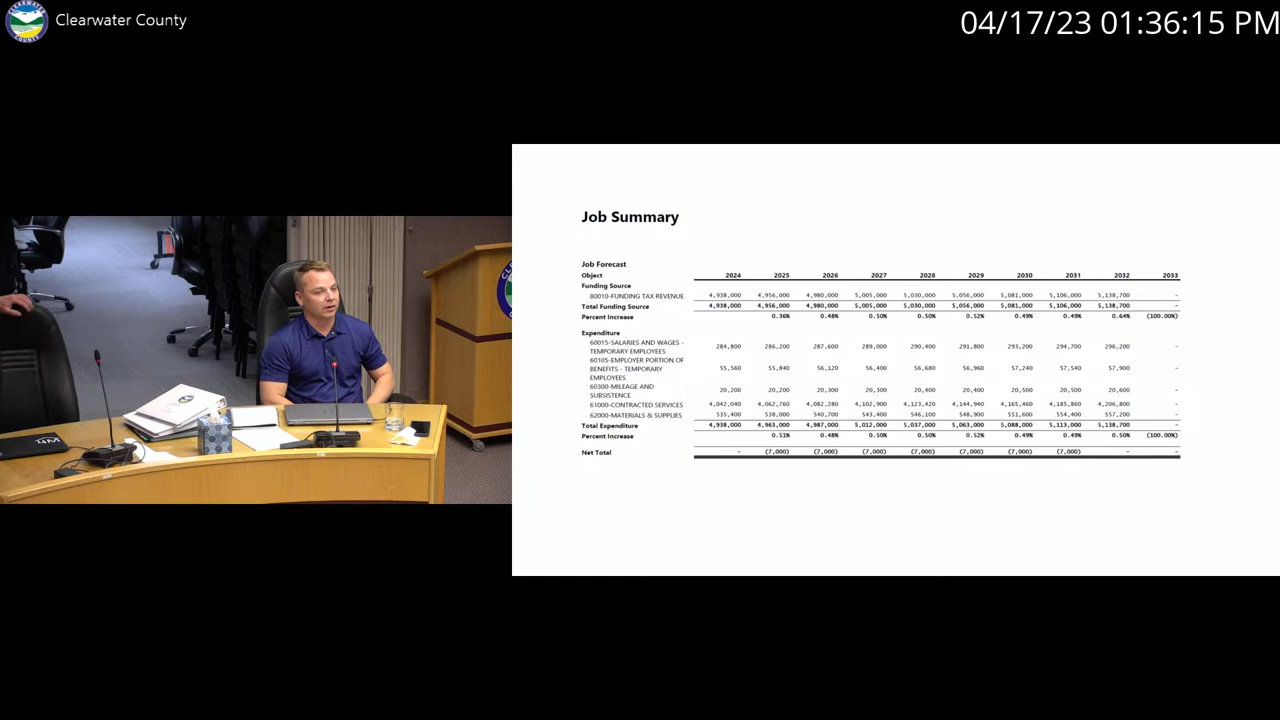 Clearwater County
04/17/23 01:36:15 PM
CLEARWATER
COUNTY
Job Summary
Job Forecast
Object 2024 2025 2026 2027 2028 2029 2030 2031 2032 2033
Funding Source
80010-FUNDING TAX REVENUE 4,938,000 4,956,000 4,980,000 5,005,000 5,030,000 5,056,000 5,081,000 5,106,000 5,138,700 -
Total Funding Source 4,938,000 4,956,000 4,980,000 5,005,000 5,030,000 5,056,000 5,081,000 5,106,000 5,138,700 -
Percent Increase 0.36% 0.48% 0.50% 0.50% 0.52% 0.49% 0.49% 0.64% (100.00%)
Expenditure
60015-SALARIES AND WAGES -
TEMPORARY EMPLOYEES 284,800 286,200 287,600 289,000 290,400 291,800 293,200 294,700 296,200 -
60105-EMPLOYER PORTION OF
BENEFITS - TEMPORARY 55,560 55,840 56,120 56,400 56,680 56,960 57,240 57,540 57,900 -
EMPLOYEES
60300-MILEAGE AND
SUBSISTENCE 20,200 20,200 20,300 20,300 20,400 20,400 20,500 20,500 20,600 -
61000-CONTRACTED SERVICES 4,042,040 4,062,760 4,082,280 4,102,900 4,123,420 4,144,940 4,165,460 4,185,860 4,206,800 -
62000-MATERIALS & SUPPLIES 535,400 538,000 540,700 543,400 546,100 548,900 551,600 554,400 557,200 -
Total Expenditure 4,938,000 4,963,000 4,987,000 5,012,000 5,037,000 5,063,000 5,088,000 5,113,000 5,138,700 -
Percent Increase 0.51% 0.48% 0.50% 0.50% 0.52% 0.49% 0.49% 0.50% (100.00%)
Net Total - (7,000) (7,000) (7,000) (7,000) (7,000) (7,000) (7,000) - -